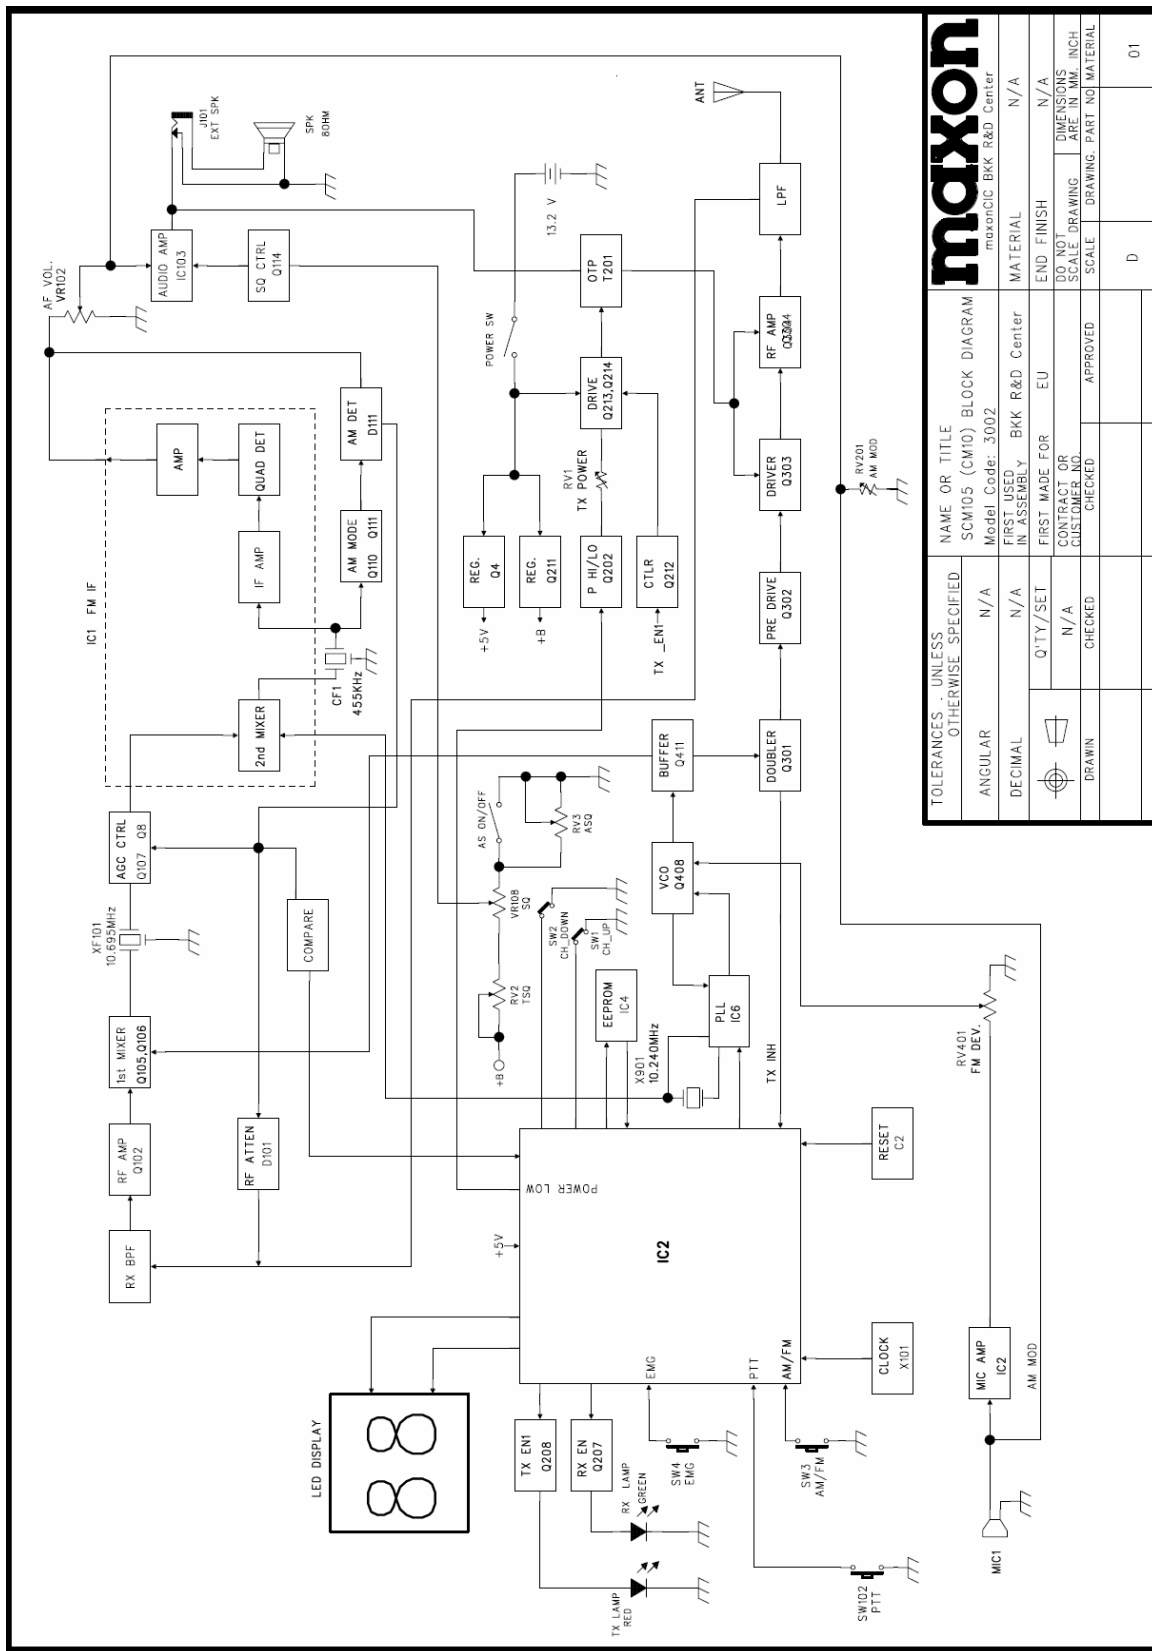 RX BPF
RF AMP
Q102
1st MIXER
Q105,Q106
XF101
10.695MHz
AGC CTRL
Q107 Q8
IC1 FM IF
2nd MIXER
CF1
455KHz
IF AMP
QUAD DET
AMP
AM MODE
Q110 Q111
AM DET
D111
AF VOL.
VR102
AUDIO AMP
IC103
SQ CTRL
Q114
J101
EXT SPK
SPK
8OHM
RF ATTEN
D101
COMPARE
LED DISPLAY
88
+5V
POWER LOW
IC2
EMG
PTT
AM/FM
TX EN1
Q208
RX EN
Q207
RX LAMP
GREEN
TX LAMP
RED
SW4
EMG
SW3
AM/FM
SW102
PTT
CLOCK
X101
RESET
C2
+B
RV2
TSQ
VR108
SQ
AS ON/OFF
RV3
ASQ
SW2
CH_DOWN
SW1
CH_UP
EEPROM
IC4
X901
10.240MHz
PLL
IC6
VCO
Q408
BUFFER
Q411
TX INH
DOUBLER
Q301
PRE DRIVE
Q302
DRIVER
Q303
RF AMP
LPF
ANT
POWER SW
13.2 V
+5V
REG.
Q4
+B
REG.
Q211
P HI/LO
Q202
RV1
TX POWER
TX _EN1
CTLR
Q212
DRIVE
Q213,Q214
OTP
T201
RV201
AM MOD
RV401
FM DEV.
MIC1
MIC AMP
IC2
AM MOD
TOLERANCES . UNLESS
OTHERWISE SPECIFIED
ANGULAR N/A
DECIMAL N/A
Q'TY/SET
N/A
DRAWIN
CHECKED
NAME OR TITLE
SCM105 (CM10) BLOCK DIAGRAM
Model Code: 3002
FIRST USED
IN ASSEMBLY BKK R&D Center
FIRST MADE FOR EU
CONTRACT OR
CUSTOMER NO.
CHECKED
APPROVED
maxon
maxonCIC BKK R&D Center
MATERIAL N/A
END FINISH N/A
DO NOT
SCALE DRAWING
DIMENSIONS
ARE IN MM. INCH
SCALE
DRAWING. PART NO
MATERIAL
D
01